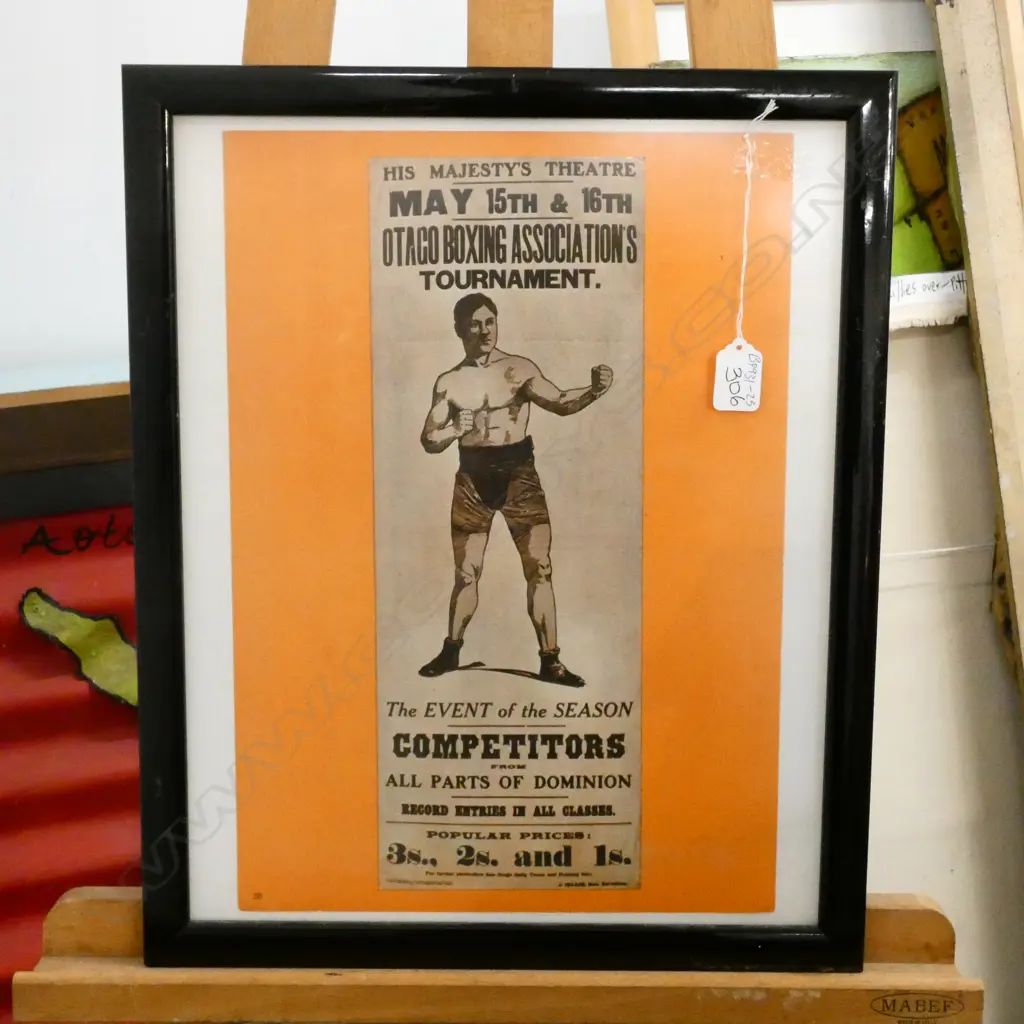 HIS MAJESTY'S THEATRE
MAY 15TH & 16TH
OTAGO BOXING ASSOCIATION'S
TOURNAMENT.
The EVENT of the SEASON
COMPETITORS
FROM
ALL PARTS OF DOMINION
RECORD ENTRIES IN ALL CLASSES.
POPULAR PRICES:
3s., 2s. and 1s.
306
MABEF